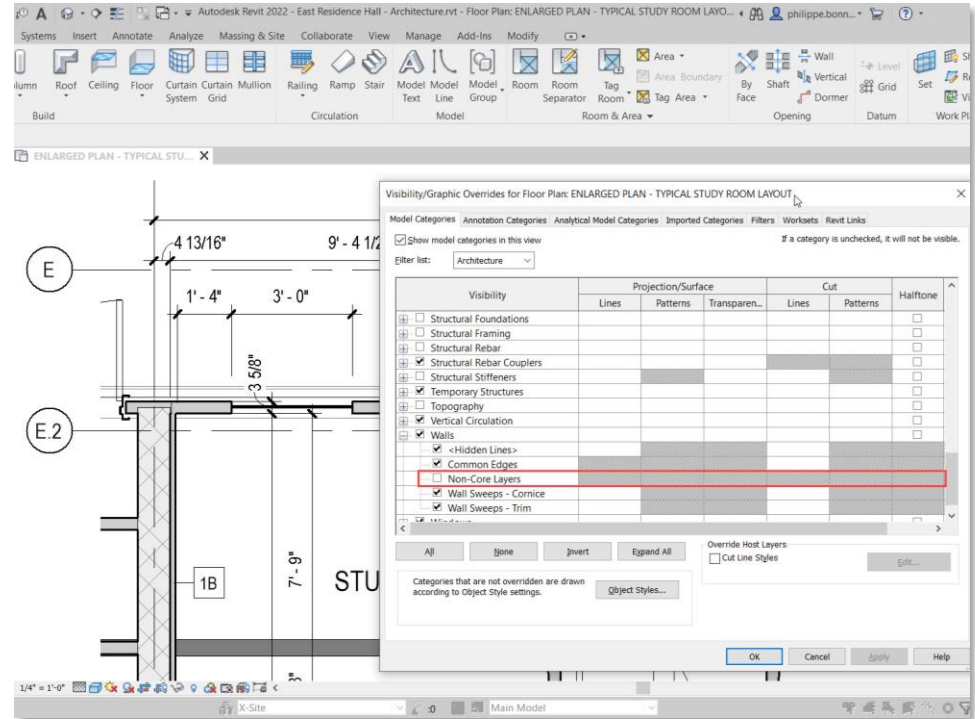 A
Autodesk Revit 2022 - East Residence Hall - Architecture.rvt - Floor Plan: ENLARGED PLAN - TYPICAL STUDY ROOM LAYO...
philippe.bonn...
Systems Insert Annotate Analyze Massing & Site Collaborate View Manage Add-Ins Modify
Roof Ceiling Floor Curtain System Curtain Grid Mullion Railing Ramp Stair Model Text Model Line Model Group Room Room Separator Tag Room Area Area Boundary Tag Area By Face Shaft Wall Vertical Dormer Level Grid Set
Build Circulation Model Room & Area Opening Datum
ENLARGED PLAN - TYPICAL STU... X
Visibility/Graphic Overrides for Floor Plan: ENLARGED PLAN - TYPICAL STUDY ROOM LAYOUT
Model Categories Annotation Categories Analytical Model Categories Imported Categories Filters Worksets Revit Links
Show model categories in this view
If a category is unchecked, it will not be visible.
Filter list: Architecture
Visibility Projection/Surface Cut Halftone
Lines Patterns Transparen... Lines Patterns
Structural Foundations
Structural Framing
Structural Rebar
Structural Rebar Couplers
Structural Stiffeners
Temporary Structures
Topography
Vertical Circulation
Walls
<Hidden Lines>
Common Edges
Non-Core Layers
Wall Sweeps - Cornice
Wall Sweeps - Trim
Windows
All None Invert Expand All
Override Host Layers
Cut Line Styles
Edit...
Categories that are not overridden are drawn
according to Object Style settings.
Object Styles...
OK Cancel Apply Help
4 13/16"
9' - 4 1/2
E
1' - 4"
3' - 0"
3 5/8"
E.2
7' - 9"
1B
STU
1/4" = 1'-0"
X-Site :0 Main Model